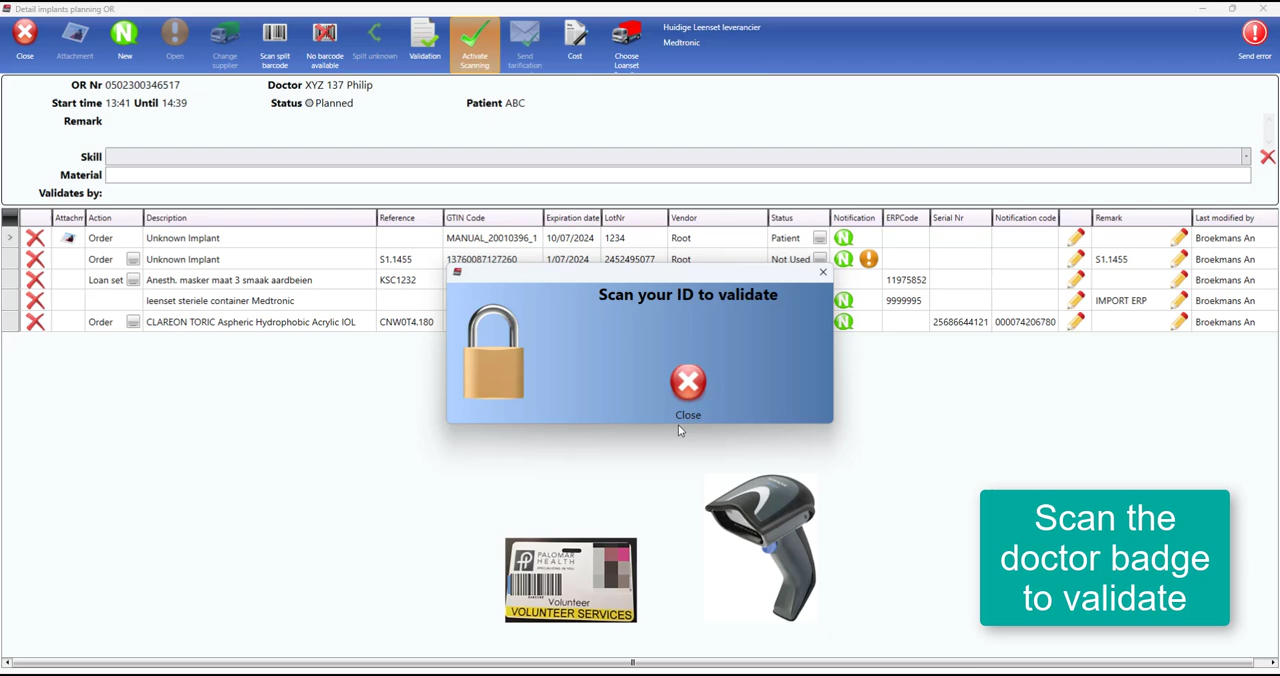 Detail implants planning OR
Close
Attachment
New
Open
Change supplier
Scan split barcode
No barcode available
Split unknown
Validation
Activate Scanning
Send tarification
Cost
Choose Loanset
Huidige Leenset leverancier
Medtronic
Send error
OR Nr 0502300346517 Doctor XYZ 137 Philip
Start time 13:41 Until 14:39 Status Planned Patient ABC
Remark
Skill
Material
Validates by:
Attachm Action Description Reference GTIN Code Expiration date LotNr Vendor Status Notification ERPCode Serial Nr Notification code Remark Last modified by
Order Unknown Implant MANUAL_20010396_1 10/07/2024 1234 Root Patient N Broekmans An
Order Unknown Implant S1.1455 13760087127260 1/07/2024 2452495077 Root Not Used N S1.1455 Broekmans An
Loan set Anesth. masker maat 3 smaak aardbeien KSC1232 11975852 Broekmans An
leenset steriele container Medtronic N 9999995 IMPORT ERP Broekmans An
Order CLAREON TORIC Aspheric Hydrophobic Acrylic IOL CNW0T4.180 N 25686644121 000074206780 Broekmans An
Scan your ID to validate
Close
PALOMAR
HEALTH
Volunteer
VOLUNTEER SERVICES
Scan the
doctor badge
to validate